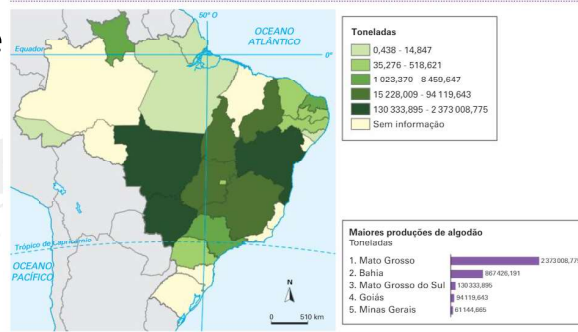 50° O
OCEANO
ATLÂNTICO
Equador
0°
Trópico de Capricórnio
OCEANO
PACÍFICO
N
0 510 km
Toneladas
0,438 - 14,847
35,276 - 518,621
1 023,370 8 459,647
15 228,009 - 94 119,643
130 333,895 - 2 373 008,775
Sem informação
Maiores produções de algodão
Toneladas
1. Mato Grosso 2 373 008,775
2. Bahia 867 426,191
3. Mato Grosso do Sul 130 333,895
4. Goiás 94 119,643
5. Minas Gerais 61 144,665